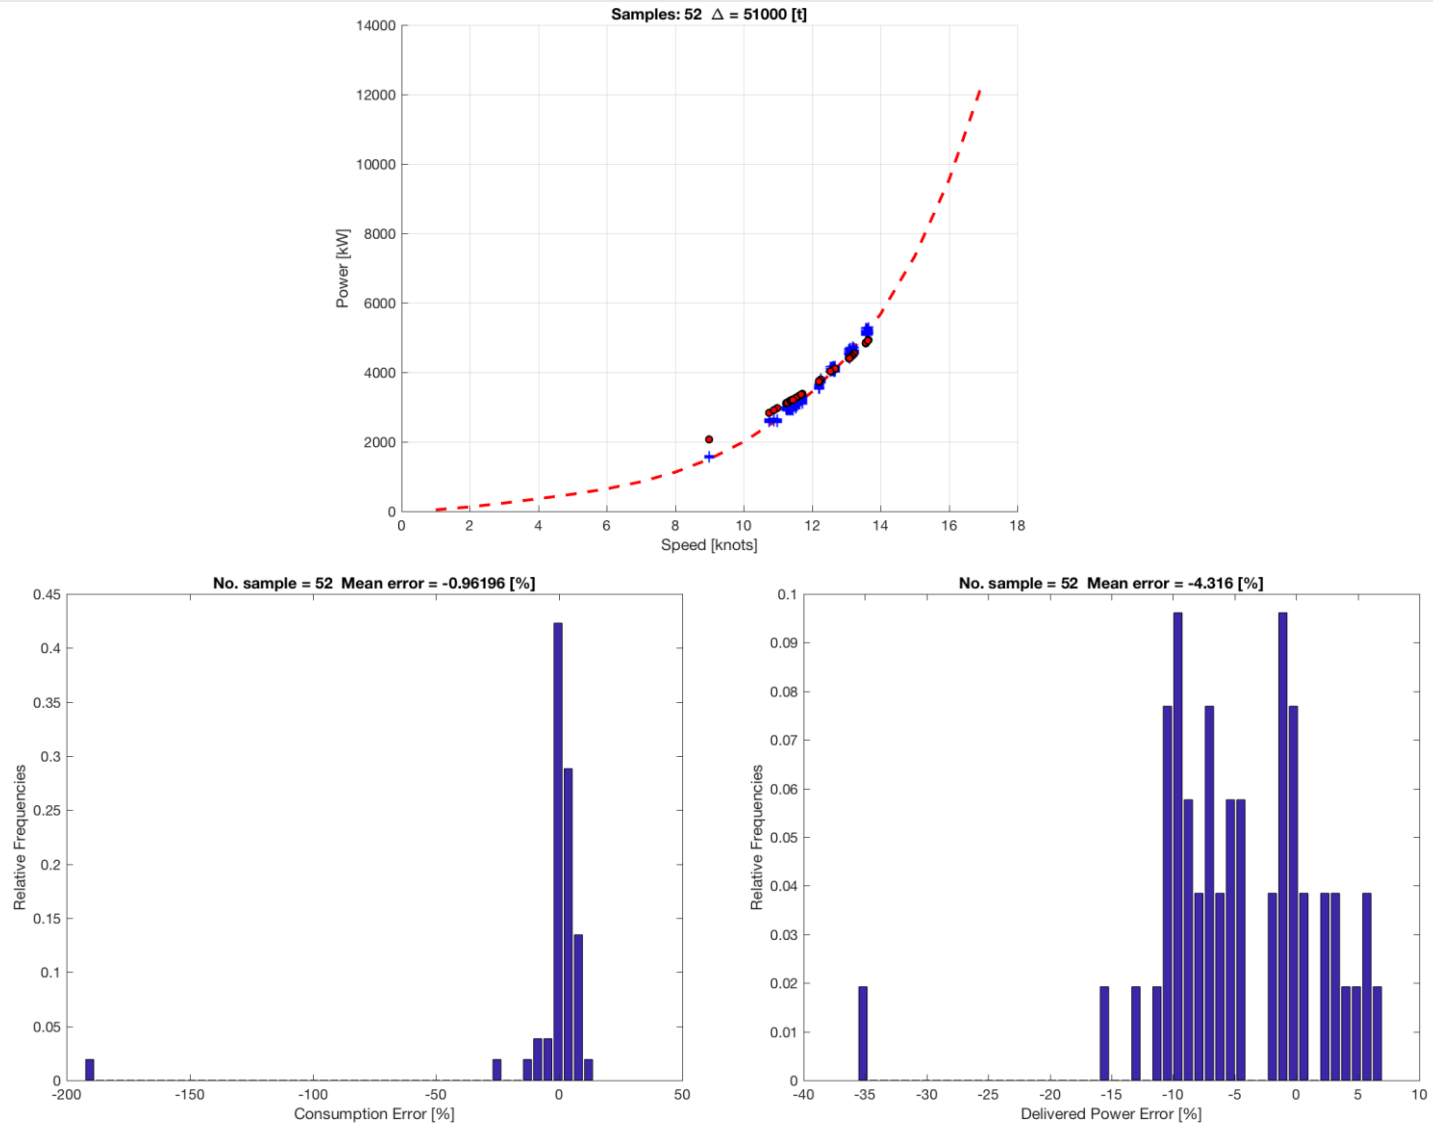 Samples: 52 Δ = 51000 [t]
14000
12000
10000
8000
6000
4000
2000
0
Power [kW]
0 2 4 6 8 10 12 14 16 18
Speed [knots]
No. sample = 52 Mean error = -0.96196 [%]
0.45
0.4
0.35
0.3
0.25
0.2
0.15
0.1
0.05
0
Relative Frequencies
-200 -150 -100 -50 0 50
Consumption Error [%]
No. sample = 52 Mean error = -4.316 [%]
0.1
0.09
0.08
0.07
0.06
0.05
0.04
0.03
0.02
0.01
0
Relative Frequencies
-40 -35 -30 -25 -20 -15 -10 -5 0 5 10
Delivered Power Error [%]